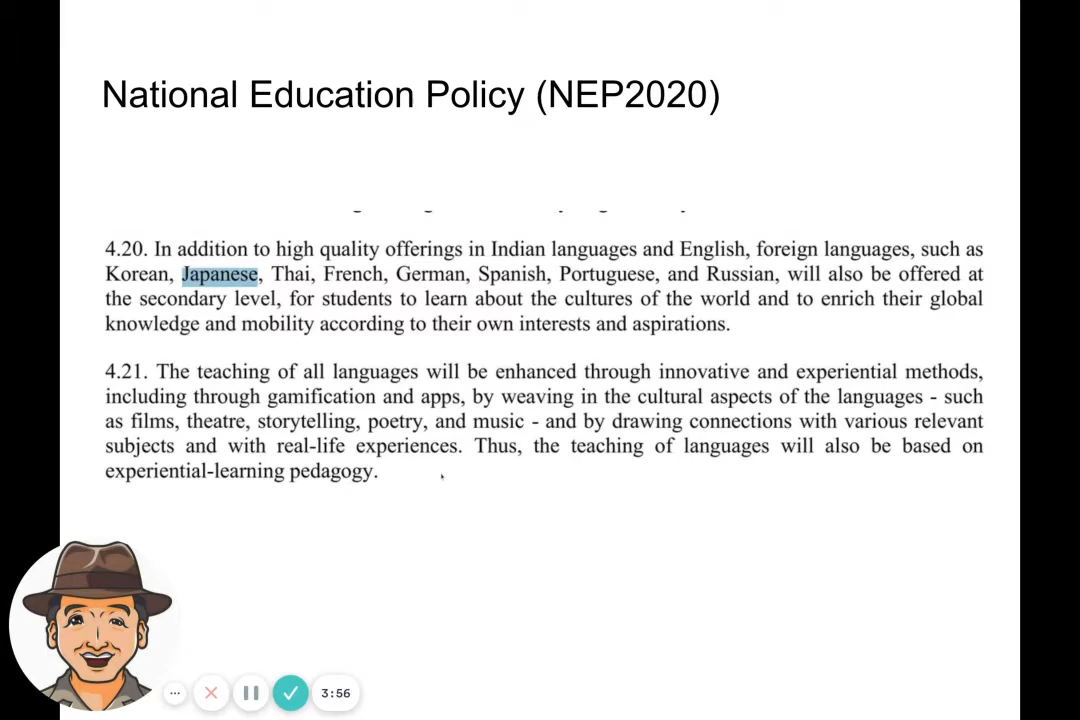 National Education Policy (NEP2020)
4.20. In addition to high quality offerings in Indian languages and English, foreign languages, such as
Korean, Japanese, Thai, French, German, Spanish, Portuguese, and Russian, will also be offered at
the secondary level, for students to learn about the cultures of the world and to enrich their global
knowledge and mobility according to their own interests and aspirations.
4.21. The teaching of all languages will be enhanced through innovative and experiential methods,
including through gamification and apps, by weaving in the cultural aspects of the languages - such
as films, theatre, storytelling, poetry, and music - and by drawing connections with various relevant
subjects and with real-life experiences. Thus, the teaching of languages will also be based on
experiential-learning pedagogy.
3:56